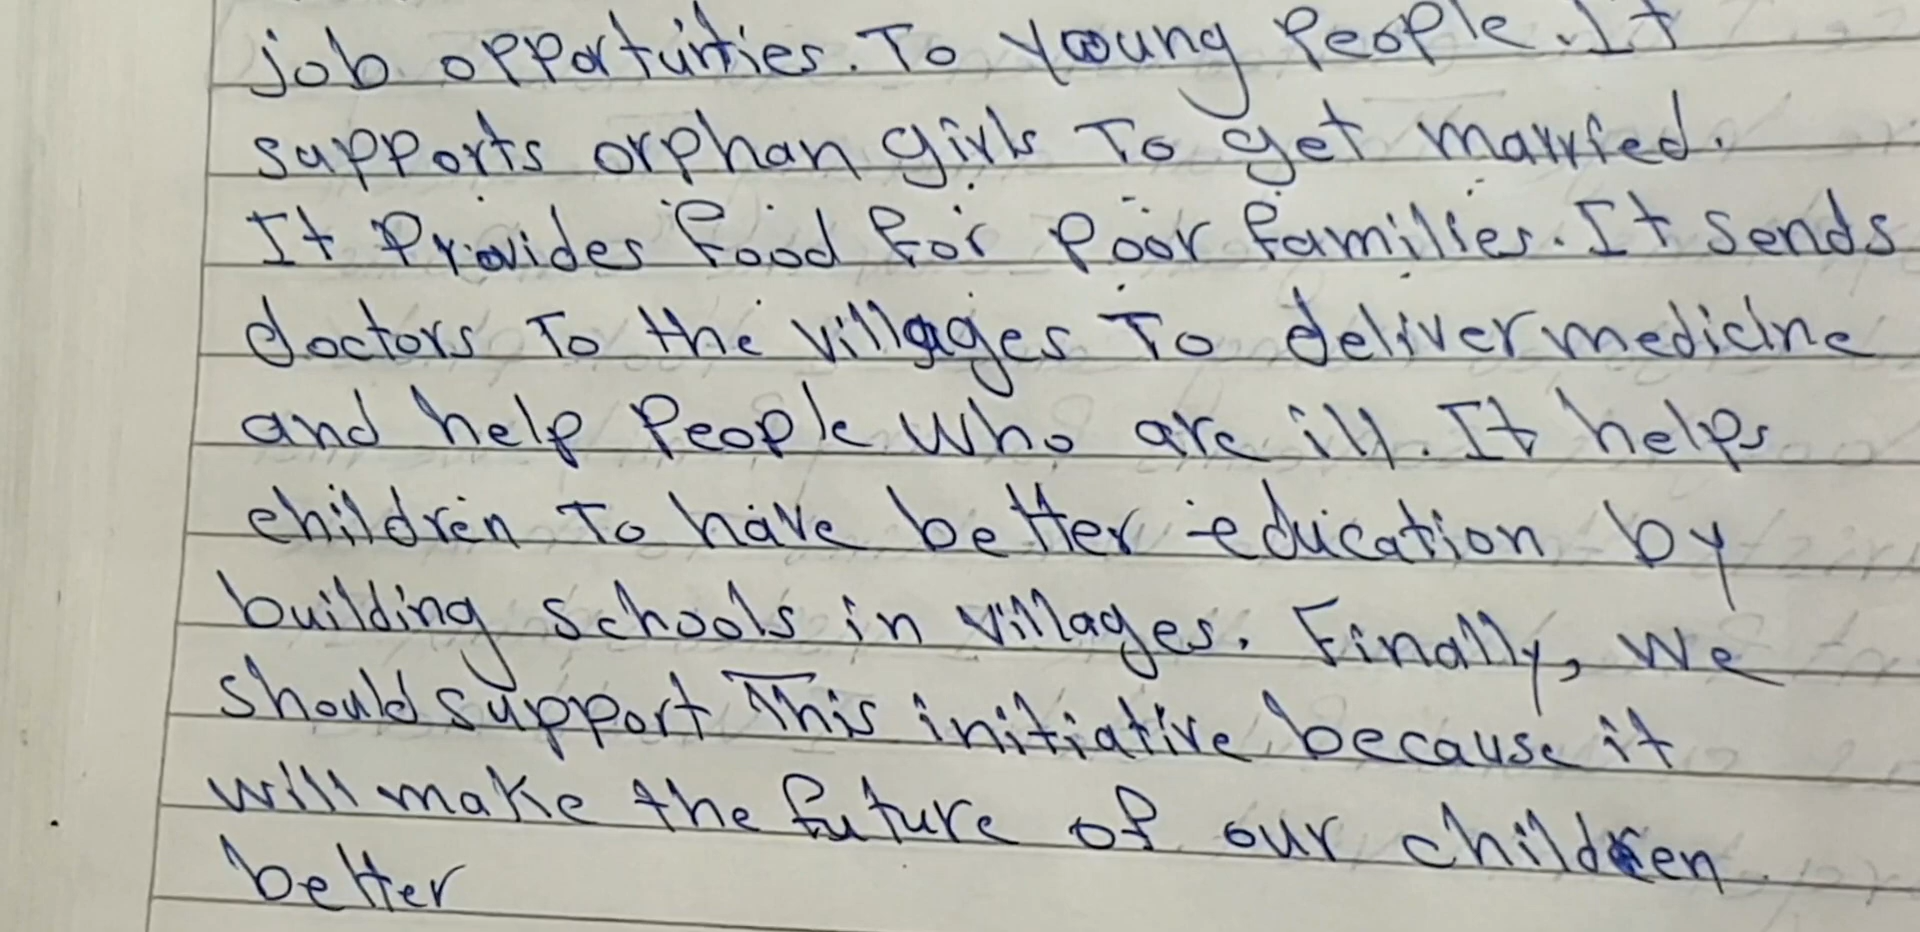 job opportuities. To young People. It
supports orphan girls To get married.
It Provides food for Poor families. It sends
doctors To the villages To deliver medicine
and help People who are ill. It helps
children To have better education by
building schools in villages. Finally, we
should support This initiative because it
will make the future of our children
better